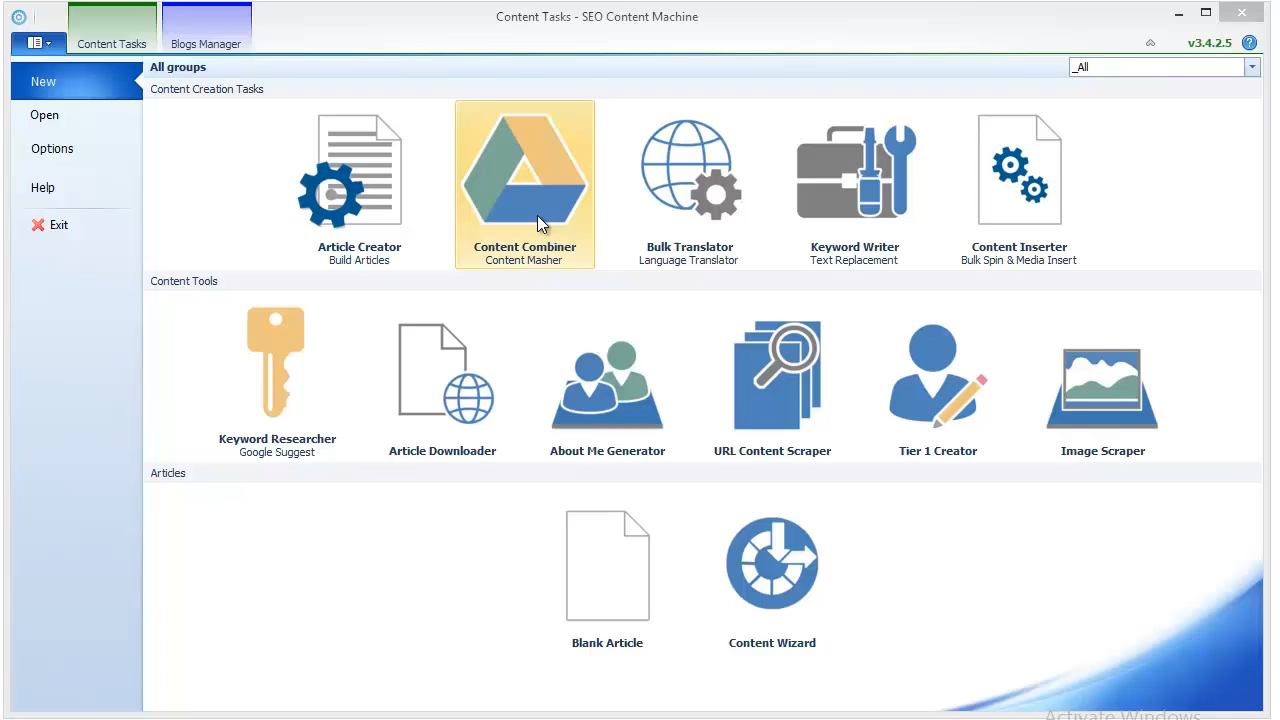 Content Tasks - SEO Content Machine
Content Tasks
Blogs Manager
v3.4.2.5
New
Open
Options
Help
Exit
All groups
_All
Content Creation Tasks
Article Creator
Build Articles
Content Combiner
Content Masher
Bulk Translator
Language Translator
Keyword Writer
Text Replacement
Content Inserter
Bulk Spin & Media Insert
Content Tools
Keyword Researcher
Google Suggest
Article Downloader
About Me Generator
URL Content Scraper
Tier 1 Creator
Image Scraper
Articles
Blank Article
Content Wizard
Activate Windows